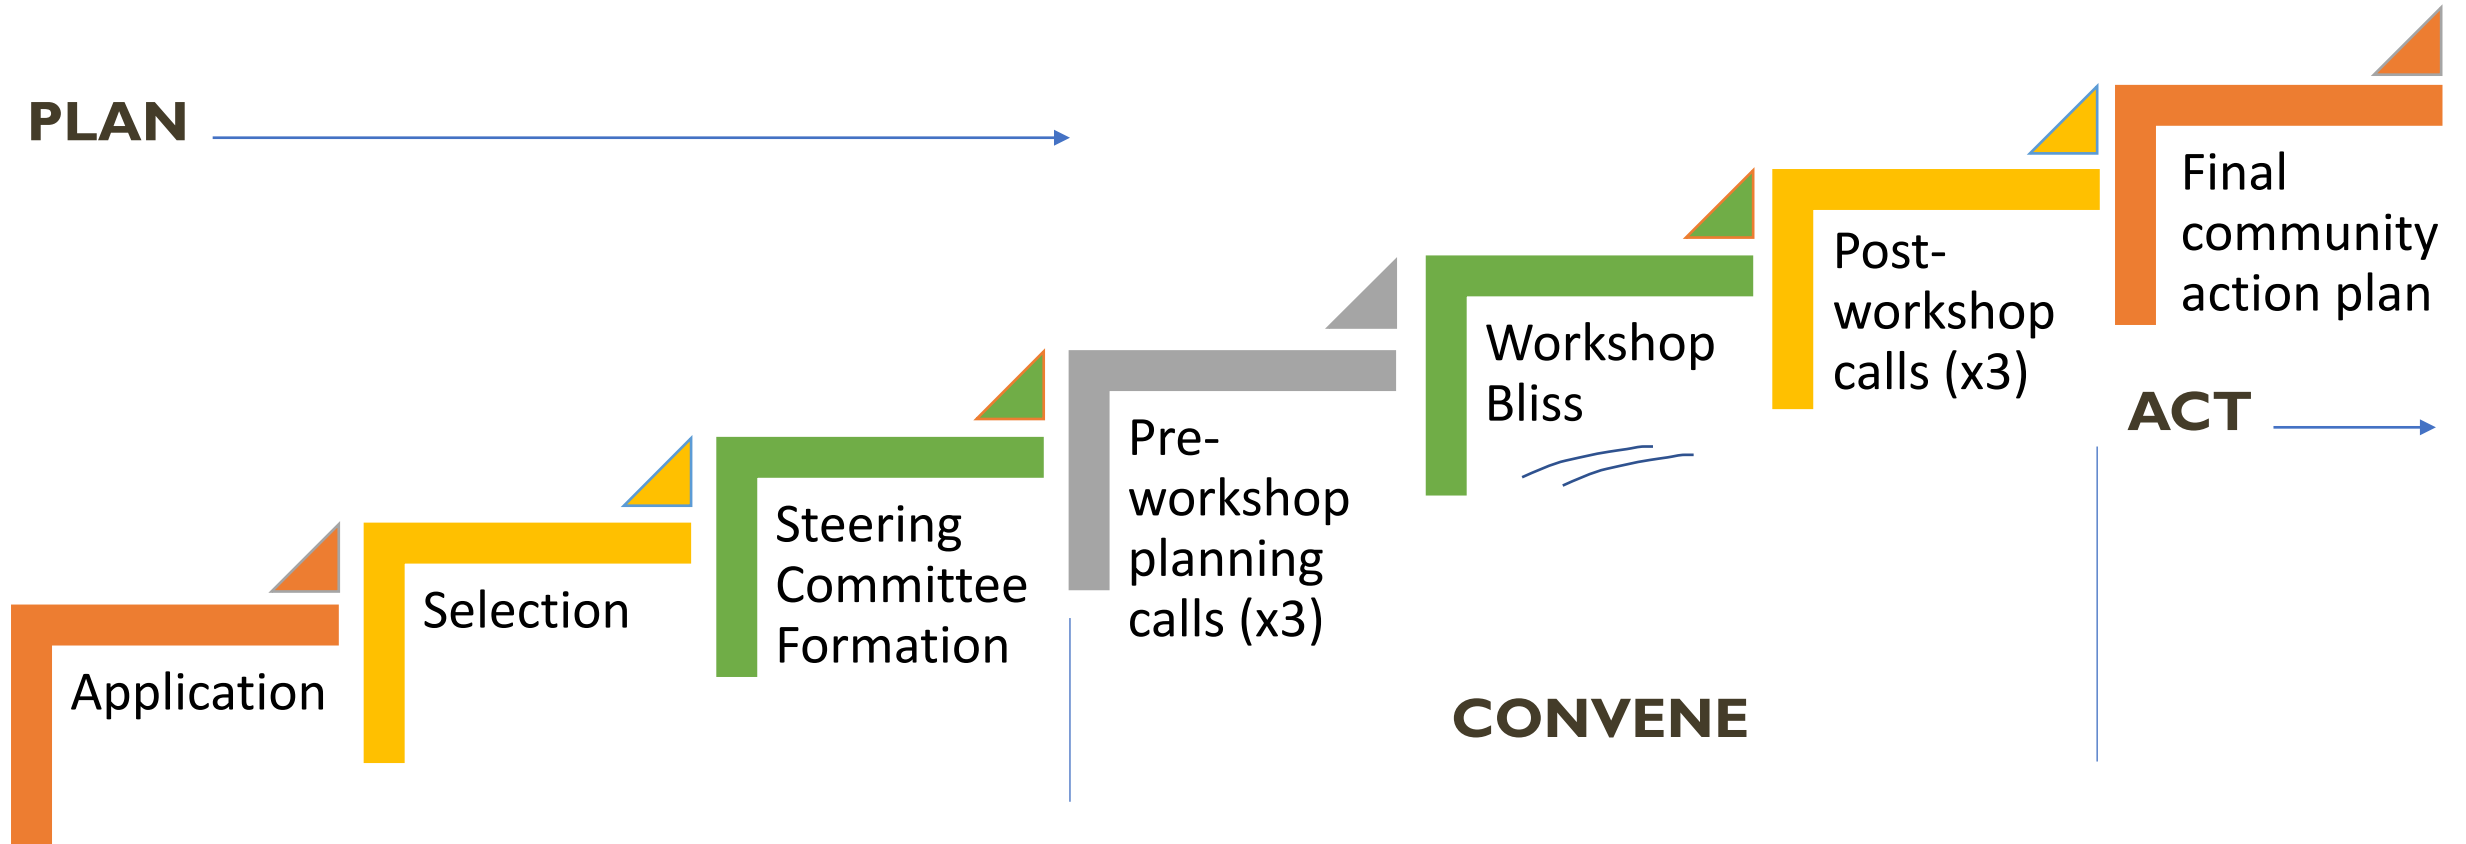 PLAN
Application
Selection
Steering
Committee
Formation
Pre-
workshop
planning
calls (x3)
Workshop
Bliss
Post-
workshop
calls (x3)
Final
community
action plan
CONVENE
ACT